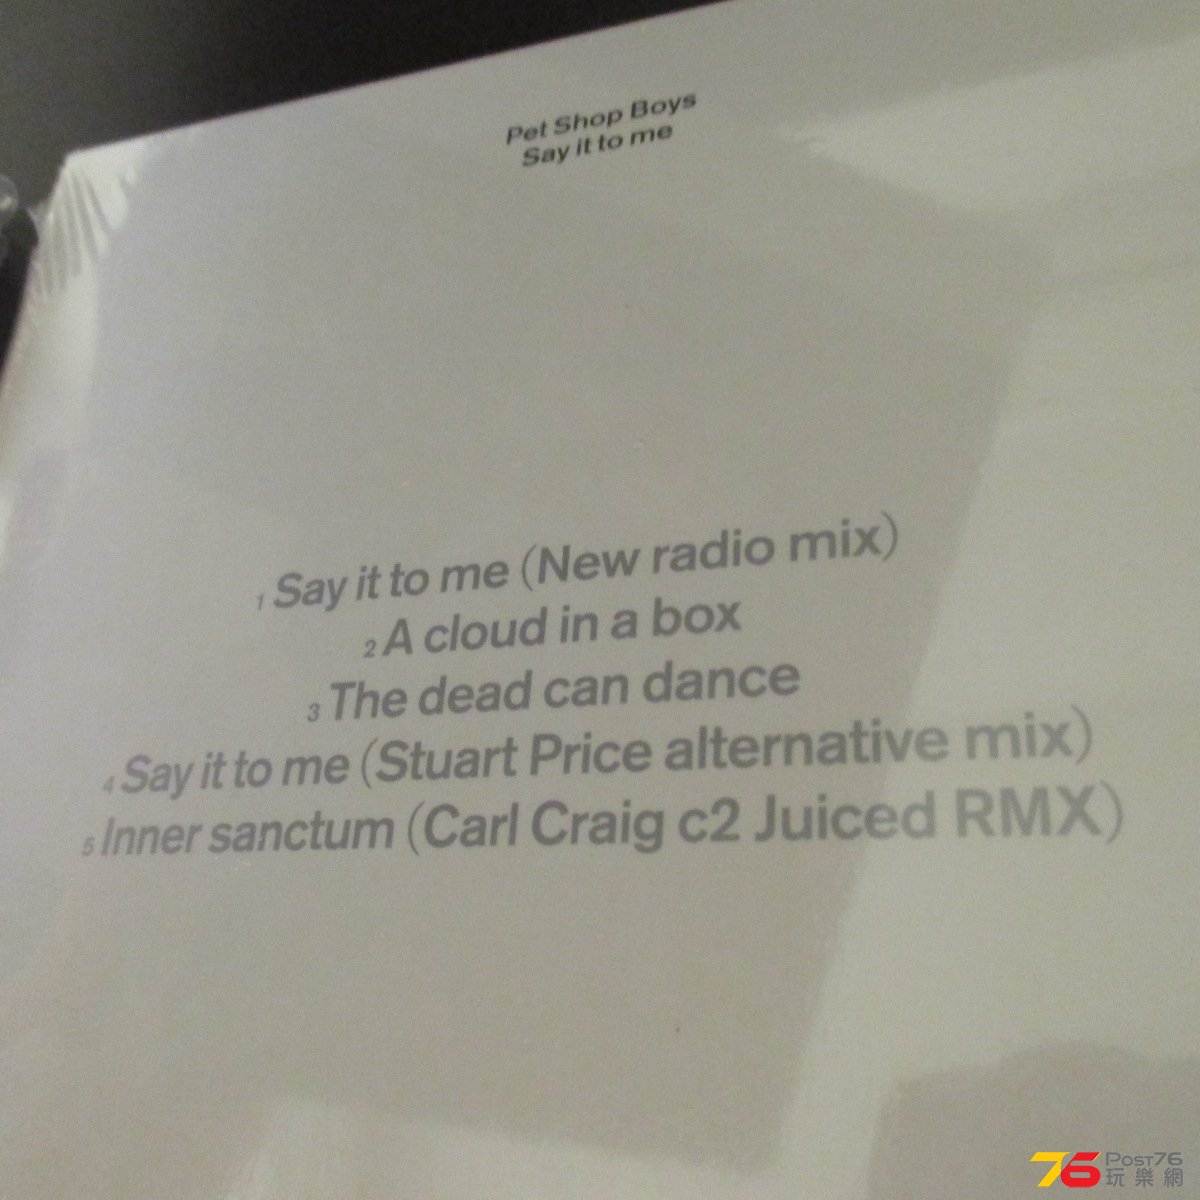 Pet Shop Boys
Say it to me
1 Say it to me (New radio mix)
2 A cloud in a box
3 The dead can dance
4 Say it to me (Stuart Price alternative mix)
5 Inner sanctum (Carl Craig c2 Juiced RMX)
76 POST76
玩樂網